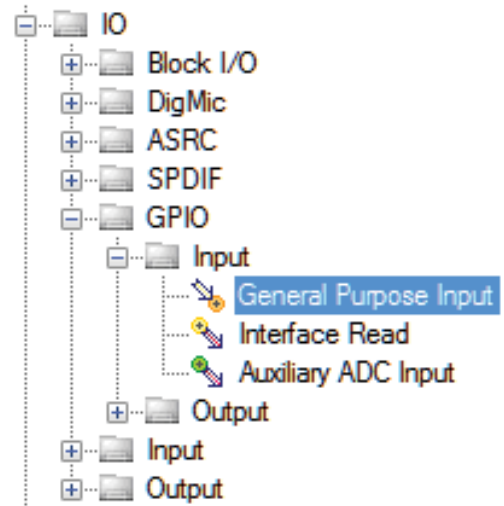 IO
Block I/O
DigMic
ASRC
SPDIF
GPIO
Input
General Purpose Input
Interface Read
Auxiliary ADC Input
Output
Input
Output